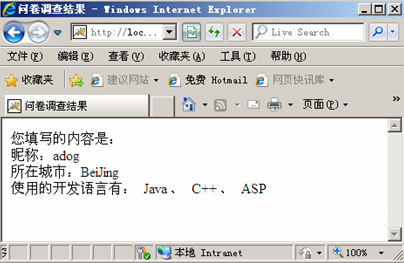 问卷调查结果 - Windows Internet Explorer
http://loc...
Live Search
文件(F) 编辑(E) 查看(V) 收藏夹(A) 工具(T) 帮助(H)
收藏夹 建议网站 免费 Hotmail 网页快讯库
问卷调查结果 页面(P)
您填写的内容是：
昵称：adog
所在城市：BeiJing
使用的开发语言有： Java 、 C++ 、 ASP
本地 Intranet 100%